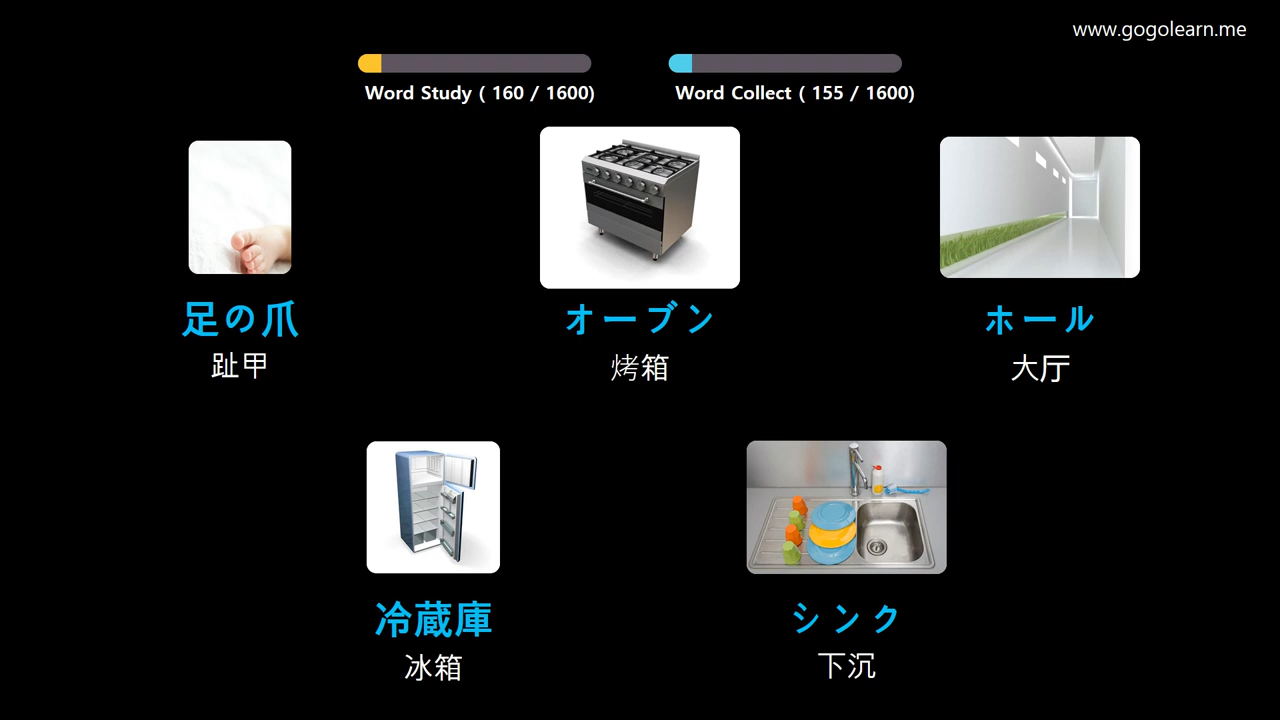 www.gogolearn.me
Word Study ( 160 / 1600)
Word Collect ( 155 / 1600)
足の爪
趾甲
オーブン
烤箱
ホール
大厅
冷蔵庫
冰箱
シンク
下沉